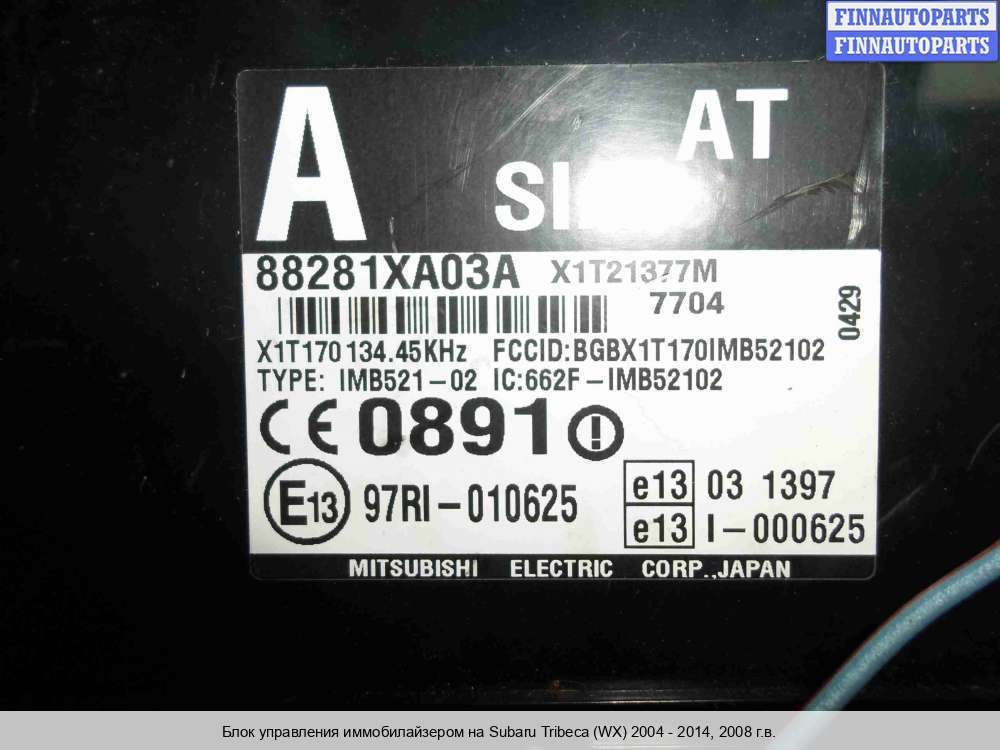 FINNAUTOPARTS
FINNAUTOPARTS
A
AT
88281XA03A X1T21377M
7704
0429
X1T170 134.45KHz FCCID:BGBX1T170IMB52102
TYPE: IMB521-02 IC:662F-IMB52102
CE 0891
E13 97RI-010625
e13 03 1397
e13 I-000625
MITSUBISHI ELECTRIC CORP.,JAPAN
Блок управления иммобилайзером на Subaru Tribeca (WX) 2004 - 2014, 2008 г.в.